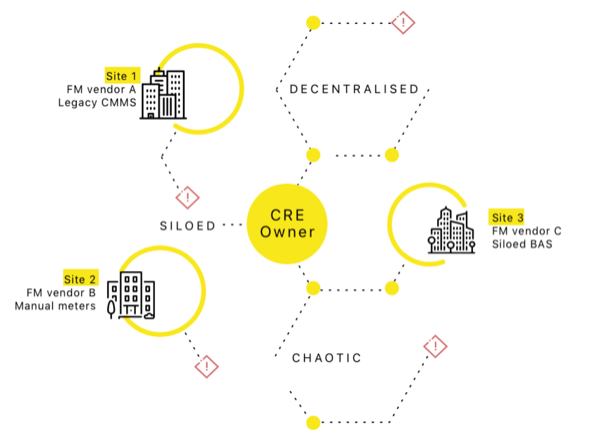 !
Site 1
FM vendor A
Legacy CMMS
DECENTRALISED
!
SILOED
CRE
Owner
Site 3
FM vendor C
Siloed BAS
Site 2
FM vendor B
Manual meters
CHAOTIC
!
!